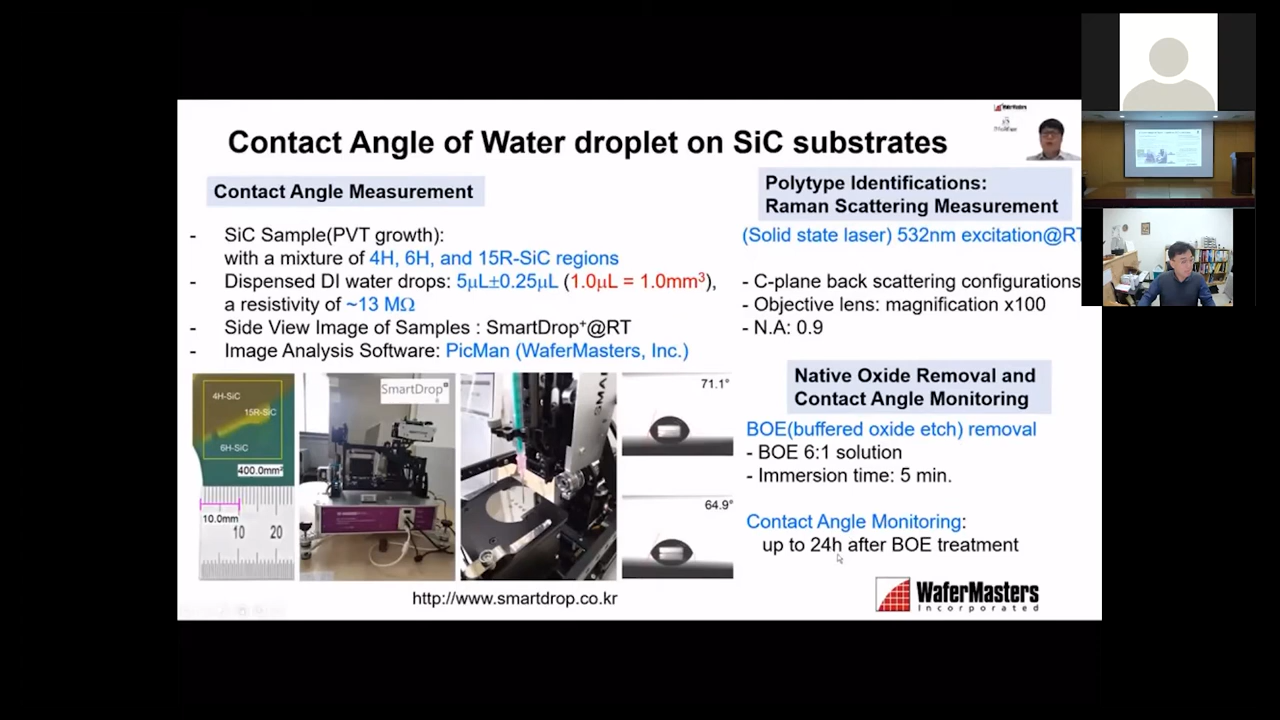 Contact Angle of Water droplet on SiC substrates
WaferMasters
Contact Angle Measurement
- SiC Sample(PVT growth):
with a mixture of 4H, 6H, and 15R-SiC regions
- Dispensed DI water drops: 5μL±0.25μL (1.0μL = 1.0mm³),
a resistivity of ~13 MΩ
- Side View Image of Samples : SmartDrop⁺@RT
- Image Analysis Software: PicMan (WaferMasters, Inc.)
4H-SiC
15R-SiC
6H-SiC
400.0mm²
10.0mm
10 20
SmartDrop
71.1°
64.9°
http://www.smartdrop.co.kr
Polytype Identifications:
Raman Scattering Measurement
(Solid state laser) 532nm excitation@RT
- C-plane back scattering configurations
- Objective lens: magnification x100
- N.A: 0.9
Native Oxide Removal and
Contact Angle Monitoring
BOE(buffered oxide etch) removal
- BOE 6:1 solution
- Immersion time: 5 min.
Contact Angle Monitoring:
up to 24h after BOE treatment
WaferMasters
Incorporated